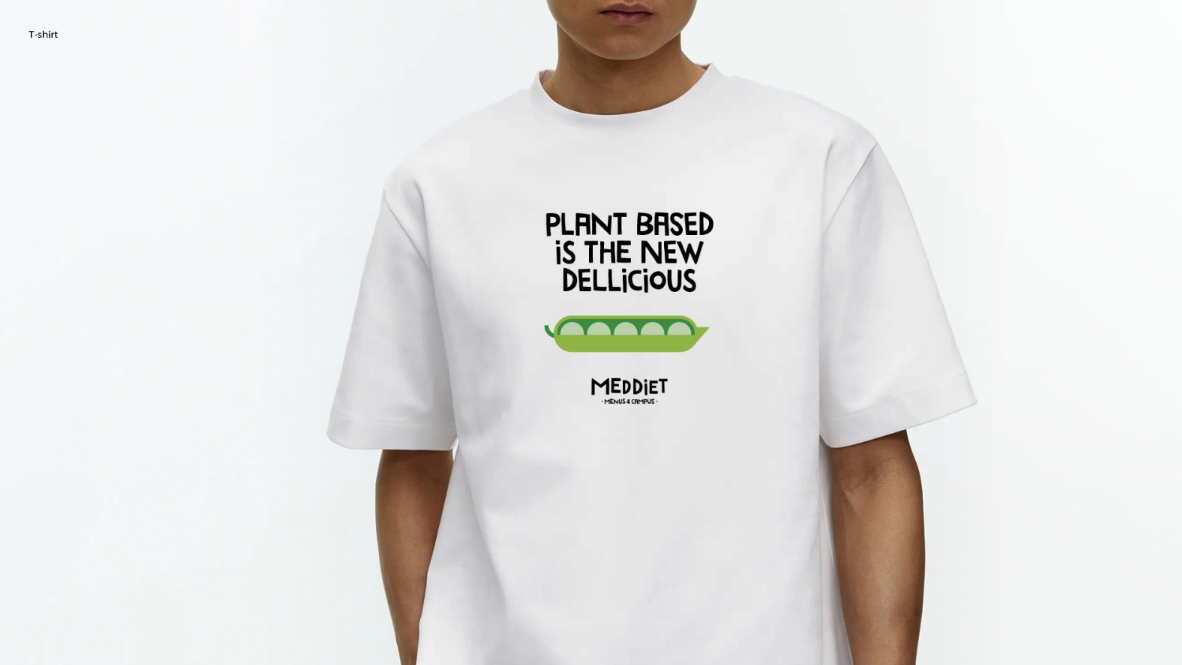 T-shirt
PLANT BASED
iS THE NEW
DELLiCiOUS
MEDDiET
- MENUS 4 CAMPUS -